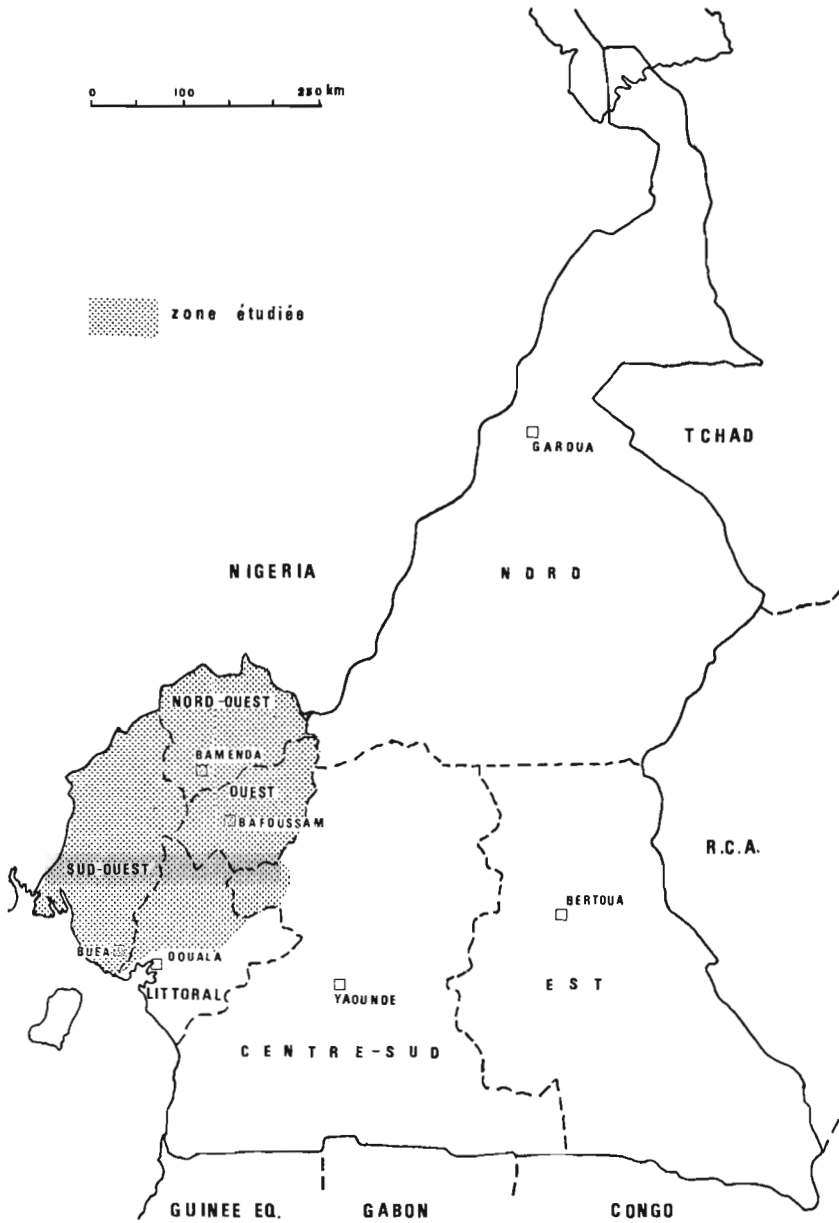 0 100 250 km
zone étudiée
GAROUA
TCHAD
NIGERIA
NORD
NORD-OUEST
BAMENDA
OUEST
BAFOUSSAM
SUD-OUEST
R.C.A.
BERTOUA
BUEA
DOUALA
LITTORAL
YAOUNDE
EST
CENTRE-SUD
GUINEE EQ. GABON CONGO